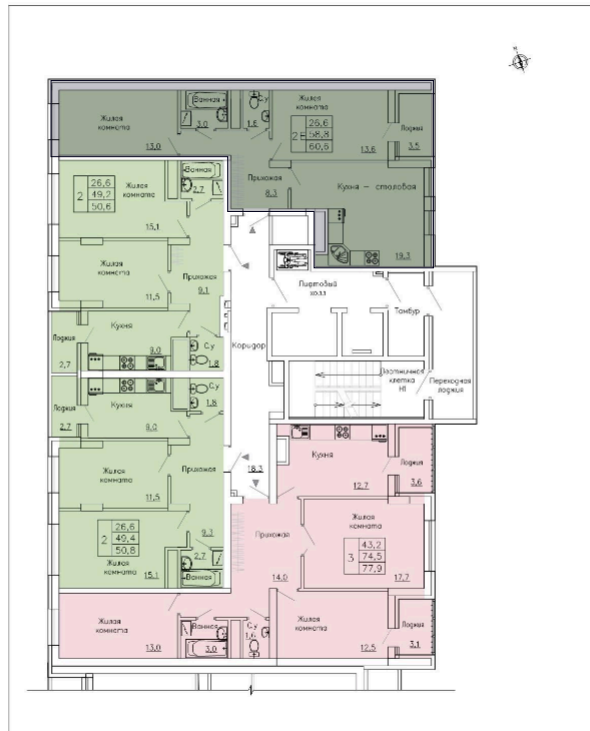 Ванная
Су
Жилая
комната
26,6
2Е 58,8
60,6
Лоджия
Жилая
комната
3,0
1,6
13,0
13,6
3,5
Ванная
Прихожая
8,3
Кухня – столовая
26,6
2 49,2
50,6
Жилая
комната
2,7
15,1
19,3
Жилая
комната
Прихожая
9,1
Лифтовый
холл
Тамбур
11,5
Лоджия
Кухня
9,0
Су
1,8
Коридор
2,7
Лестничная
клетка
Н1
Переходная
лоджия
Лоджия
Кухня
Су
1,8
2,7
9,0
Кухня
Жилая
комната
Прихожая
18,3
Лоджия
11,5
12,7
3,6
26,6
2 49,4
50,8
9,3
Жилая
комната
Прихожая
43,2
3 74,5
77,9
Жилая
комната
2,7
15,1
Ванная
14,0
17,7
Жилая
комната
Ванная
Су
Жилая
комната
Лоджия
13,0
3,0
1,6
12,5
3,1